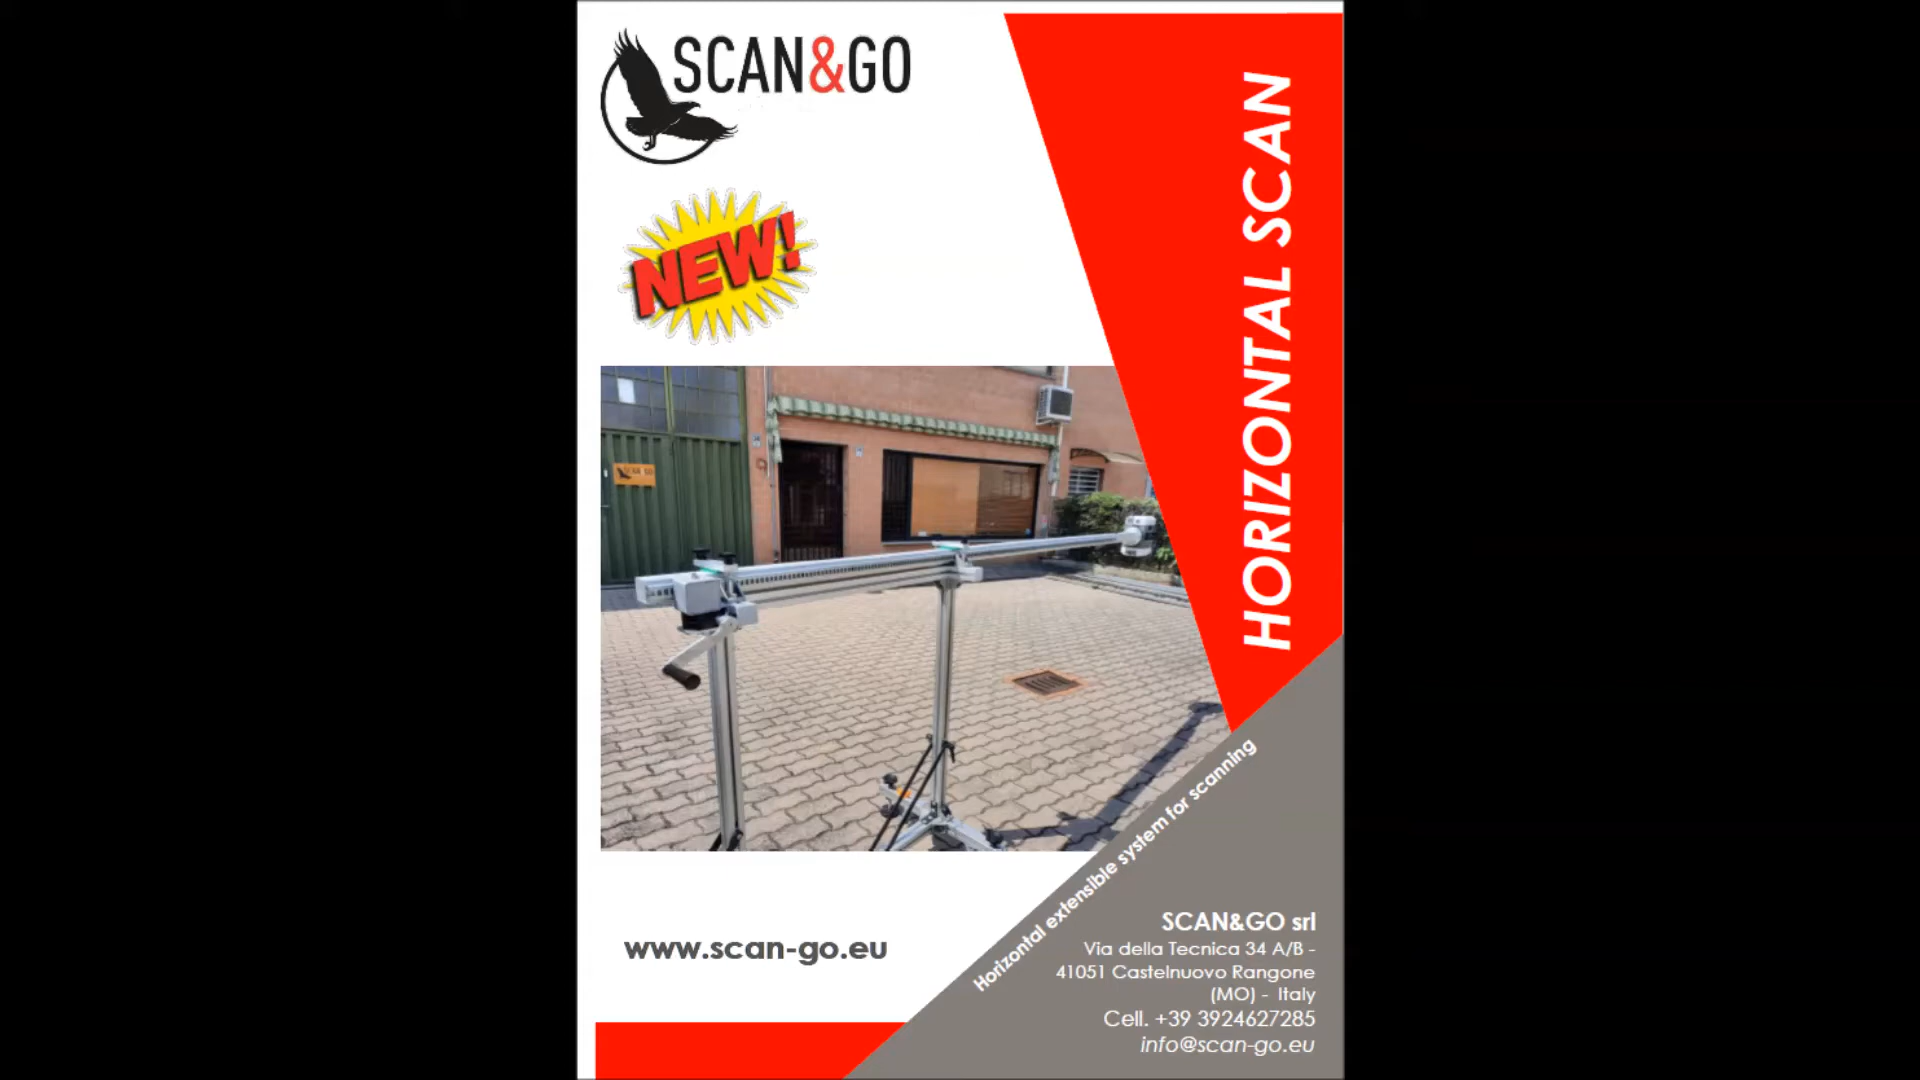 SCAN&GO
NEW!
HORIZONTAL SCAN
Horizontal extensible system for scanning
www.scan-go.eu
SCAN&GO srl
Via della Tecnica 34 A/B -
41051 Castelnuovo Rangone
(MO) - Italy
Cell. +39 3924627285
info@scan-go.eu